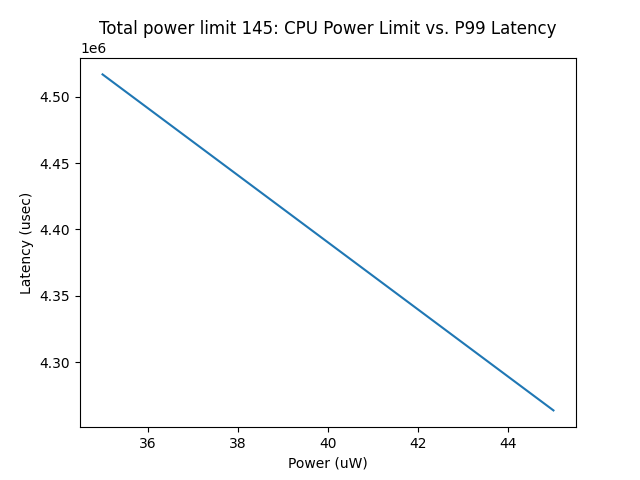 Total power limit 145: CPU Power Limit vs. P99 Latency
1e6
4.50
4.45
4.40
4.35
4.30
Latency (usec)
36 38 40 42 44
Power (uW)